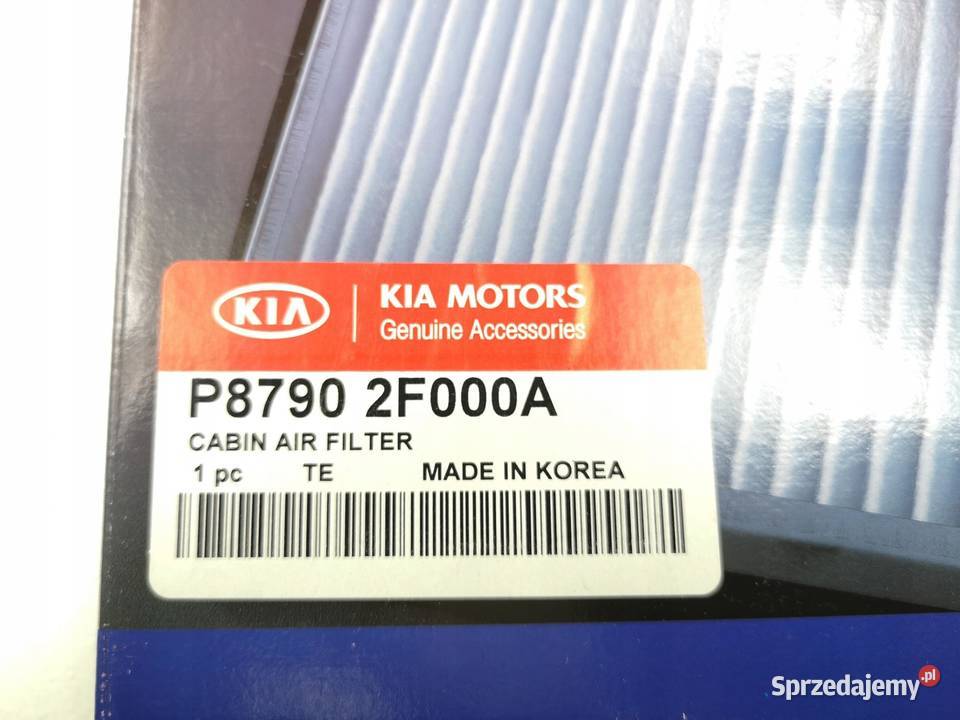 KIA
KIA MOTORS
Genuine Accessories
P8790 2F000A
CABIN AIR FILTER
1 pc TE MADE IN KOREA
Sprzedajemy.pl